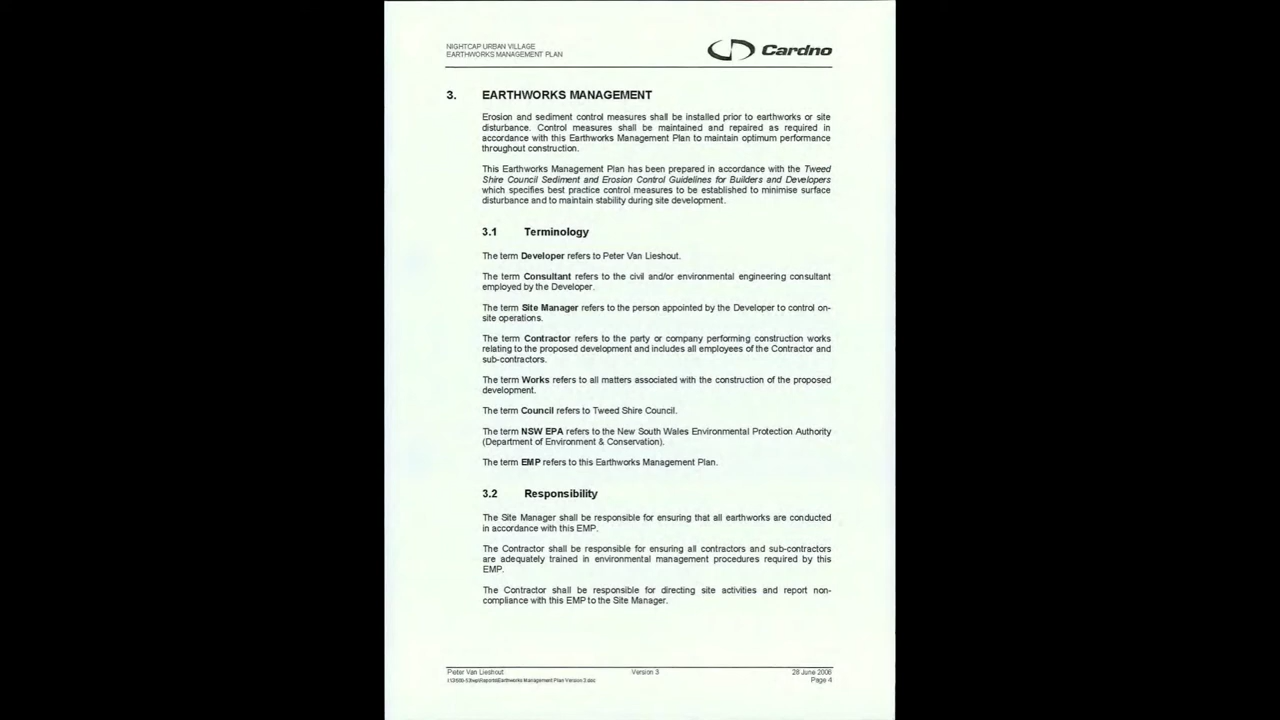 NIGHTCAP URBAN VILLAGE
EARTHWORKS MANAGEMENT PLAN
Cardno
3. EARTHWORKS MANAGEMENT
Erosion and sediment control measures shall be installed prior to earthworks or site
disturbance. Control measures shall be maintained and repaired as required in
accordance with this Earthworks Management Plan to maintain optimum performance
throughout construction.
This Earthworks Management Plan has been prepared in accordance with the Tweed
Shire Council Sediment and Erosion Control Guidelines for Builders and Developers
which specifies best practice control measures to be established to minimise surface
disturbance and to maintain stability during site development.
3.1 Terminology
The term Developer refers to Peter Van Lieshout.
The term Consultant refers to the civil and/or environmental engineering consultant
employed by the Developer.
The term Site Manager refers to the person appointed by the Developer to control on-
site operations.
The term Contractor refers to the party or company performing construction works
relating to the proposed development and includes all employees of the Contractor and
sub-contractors.
The term Works refers to all matters associated with the construction of the proposed
development.
The term Council refers to Tweed Shire Council.
The term NSW EPA refers to the New South Wales Environmental Protection Authority
(Department of Environment & Conservation).
The term EMP refers to this Earthworks Management Plan.
3.2 Responsibility
The Site Manager shall be responsible for ensuring that all earthworks are conducted
in accordance with this EMP.
The Contractor shall be responsible for ensuring all contractors and sub-contractors
are adequately trained in environmental management procedures required by this
EMP.
The Contractor shall be responsible for directing site activities and report non-
compliance with this EMP to the Site Manager.
Peter Van Lieshout Version 3 28 June 2006
Management Plan Version 3.doc Page 4